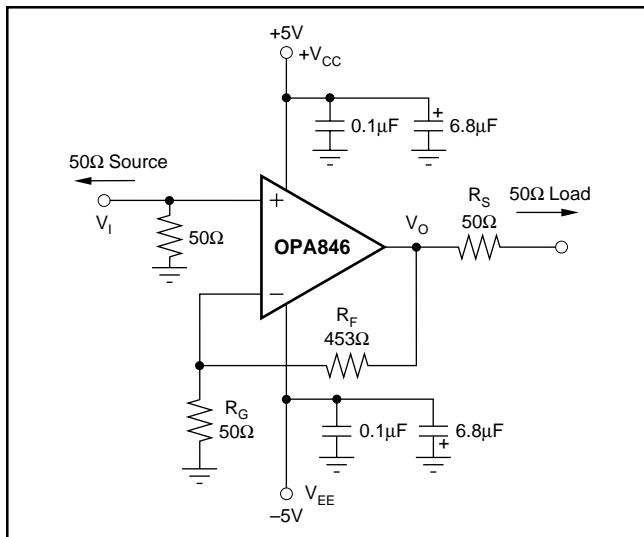 +5V
+V_CC
0.1µF
6.8µF
+
50Ω Source
V_I
50Ω
+
OPA846
−
V_O
R_S
50Ω
50Ω Load
R_F
453Ω
R_G
50Ω
0.1µF
6.8µF
+
V_EE
–5V